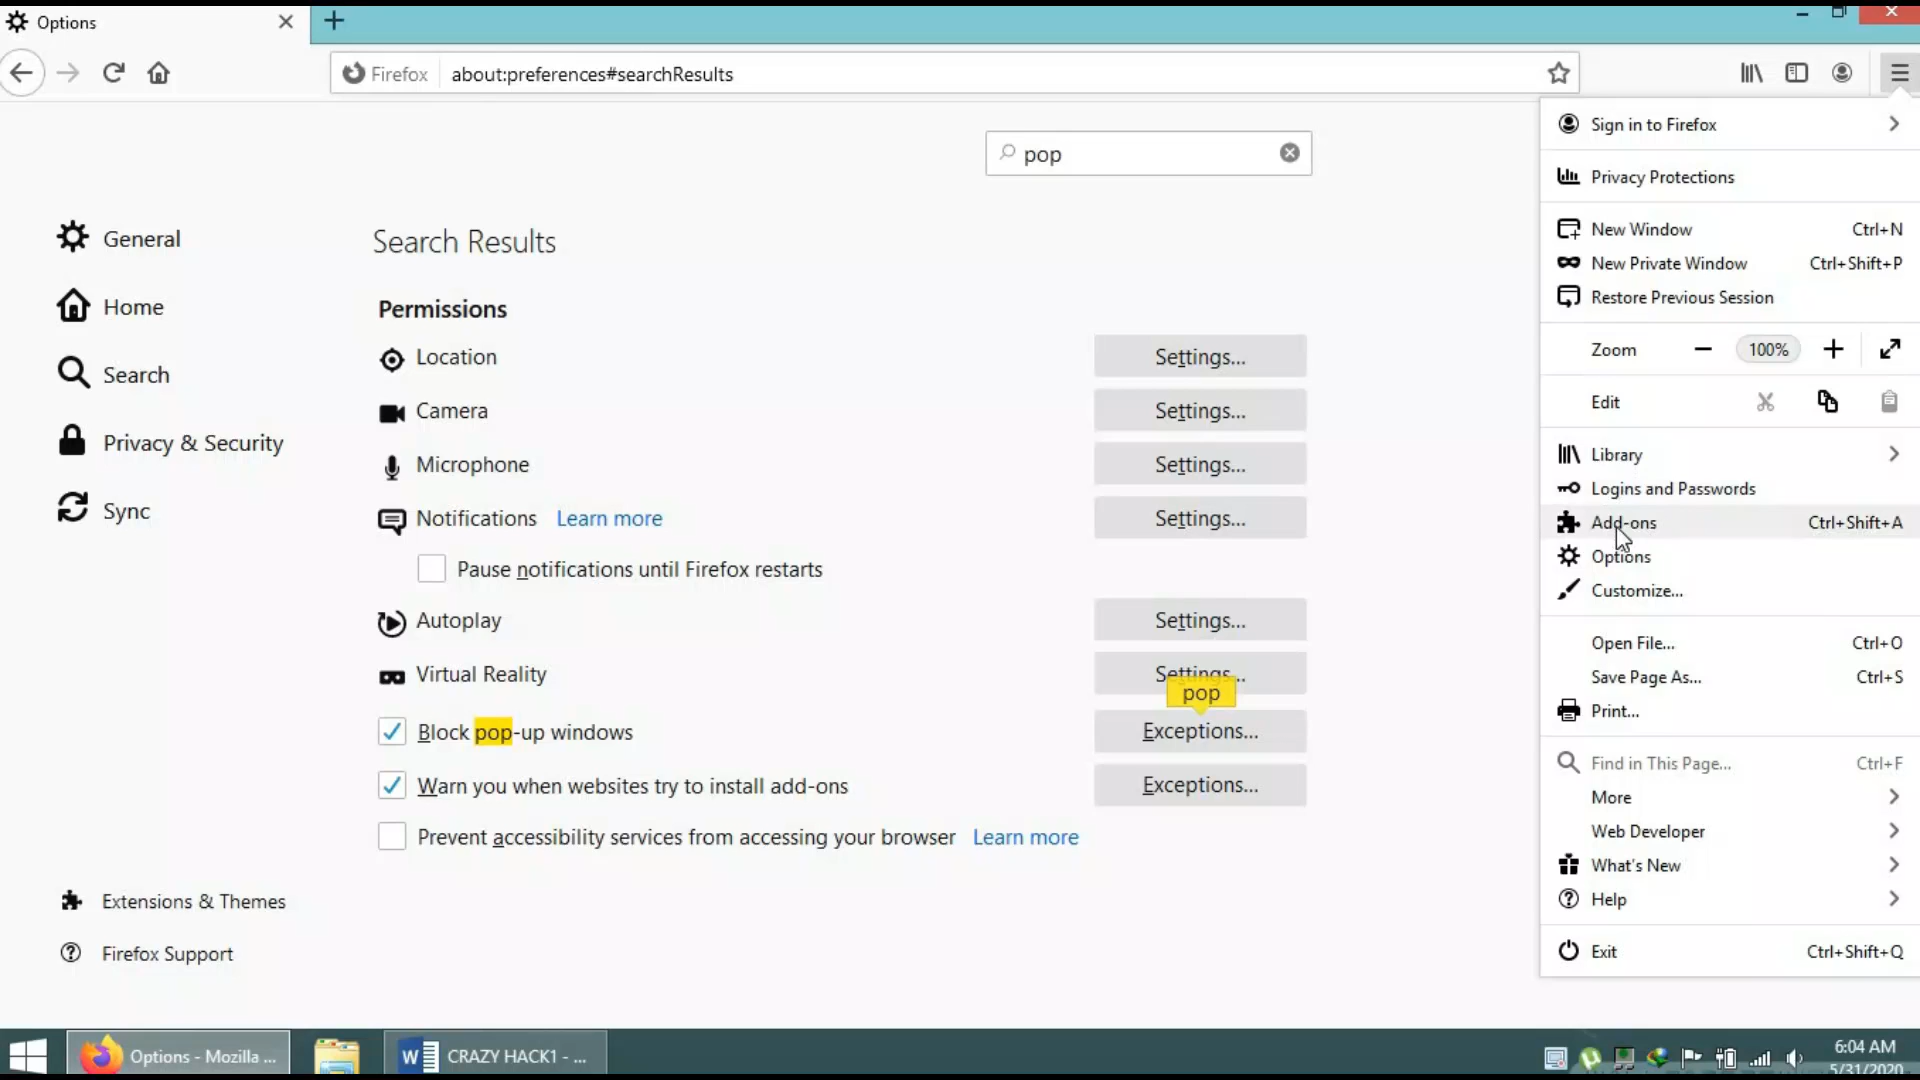 Options
Firefox about:preferences#searchResults
pop
General
Home
Search
Privacy & Security
Sync
Extensions & Themes
Firefox Support
Search Results
Permissions
Location Settings...
Camera Settings...
Microphone Settings...
Notifications Learn more Settings...
Pause notifications until Firefox restarts
Autoplay Settings...
Virtual Reality Settings...
pop
Block pop-up windows Exceptions...
Warn you when websites try to install add-ons Exceptions...
Prevent accessibility services from accessing your browser Learn more
Sign in to Firefox
Privacy Protections
New Window Ctrl+N
New Private Window Ctrl+Shift+P
Restore Previous Session
Zoom 100%
Edit
Library
Logins and Passwords
Add-ons Ctrl+Shift+A
Options
Customize...
Open File... Ctrl+O
Save Page As... Ctrl+S
Print...
Find in This Page... Ctrl+F
More
Web Developer
What's New
Help
Exit Ctrl+Shift+Q
Options - Mozilla ...
CRAZY HACK1 - ...
6:04 AM
5/31/2020